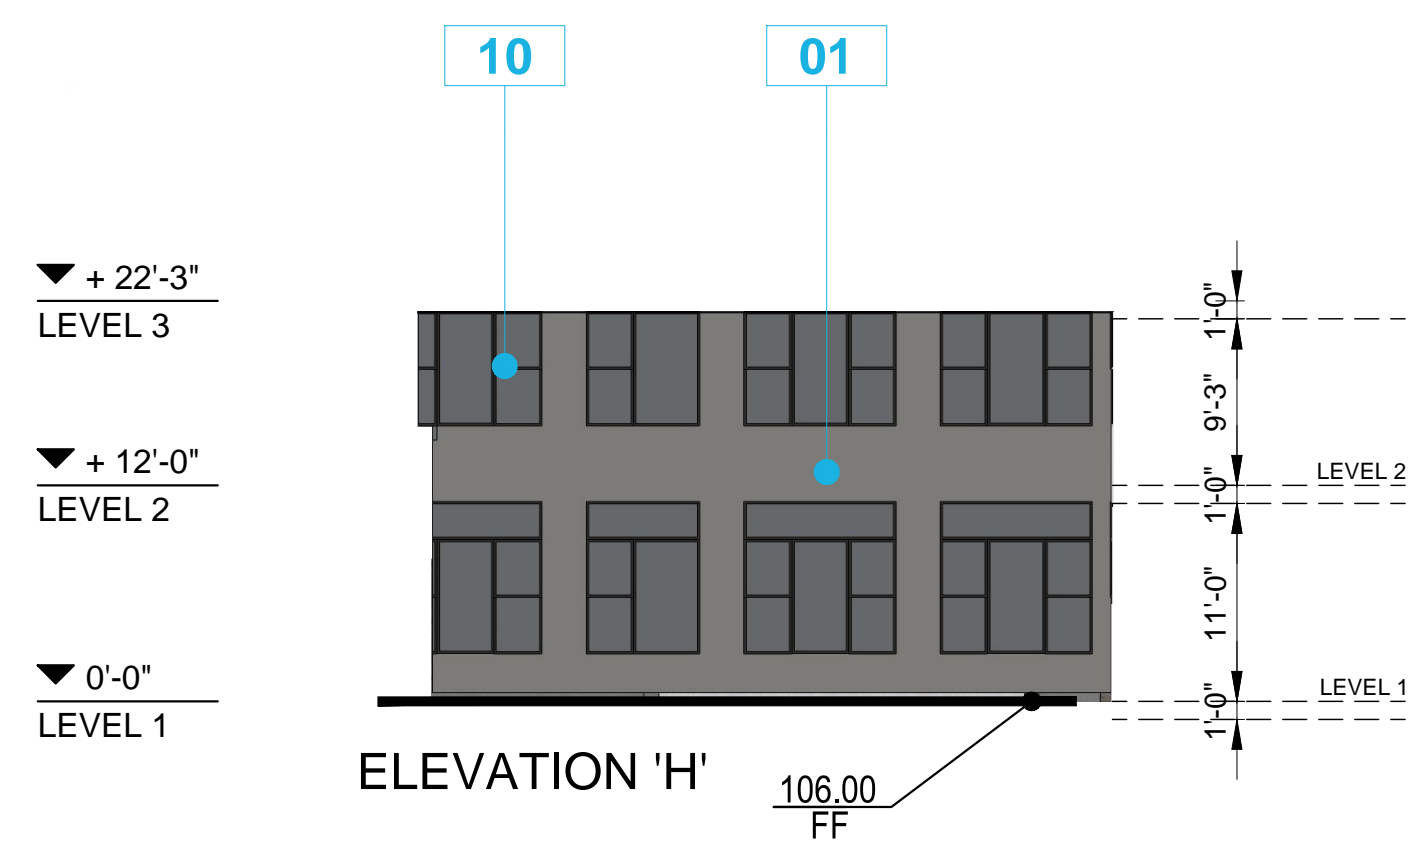 10
01
+ 22'-3"
LEVEL 3
+ 12'-0"
LEVEL 2
0'-0"
LEVEL 1
1'-0"
9'-3"
1'-0"
11'-0"
1'-0"
LEVEL 2
LEVEL 1
ELEVATION 'H'
106.00
FF